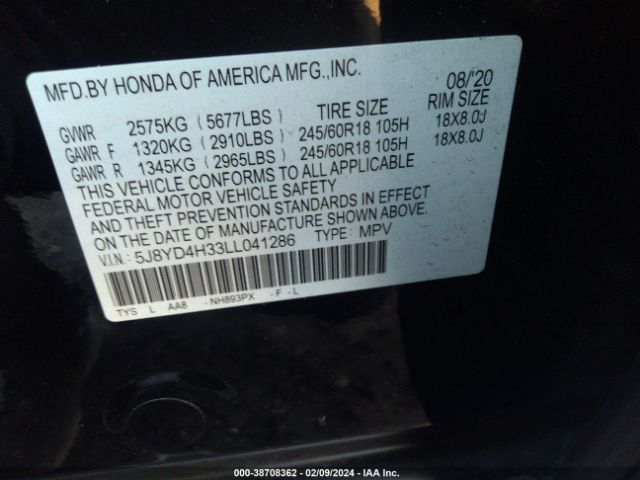 MFD.BY HONDA OF AMERICA MFG.,INC. 08/'20
GVWR 2575KG (5677LBS) TIRE SIZE RIM SIZE
GAWR F 1320KG (2910LBS) 245/60R18 105H 18X8.0J
GAWR R 1345KG (2965LBS) 245/60R18 105H 18X8.0J
THIS VEHICLE CONFORMS TO ALL APPLICABLE
FEDERAL MOTOR VEHICLE SAFETY
AND THEFT PREVENTION STANDARDS IN EFFECT
ON THE DATE OF MANUFACTURE SHOWN ABOVE.
V.I.N.: 5J8YD4H33LL041286 TYPE: MPV
TYS L AA8 - NH893PX - F - L
000-38708362 - 02/09/2024 - IAA Inc.